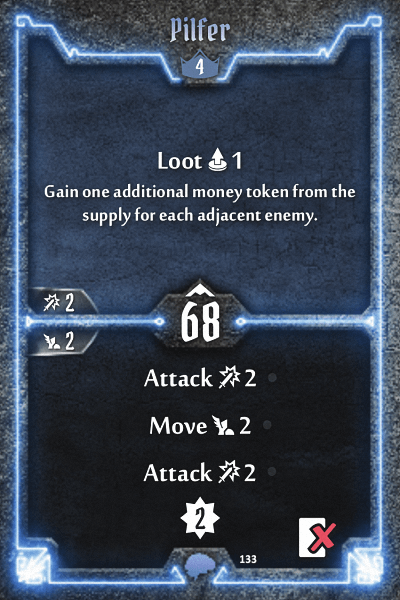 Pilfer
4
Loot 1
Gain one additional money token from the
supply for each adjacent enemy.
2
68
2
Attack 2
Move 2
Attack 2
2
133